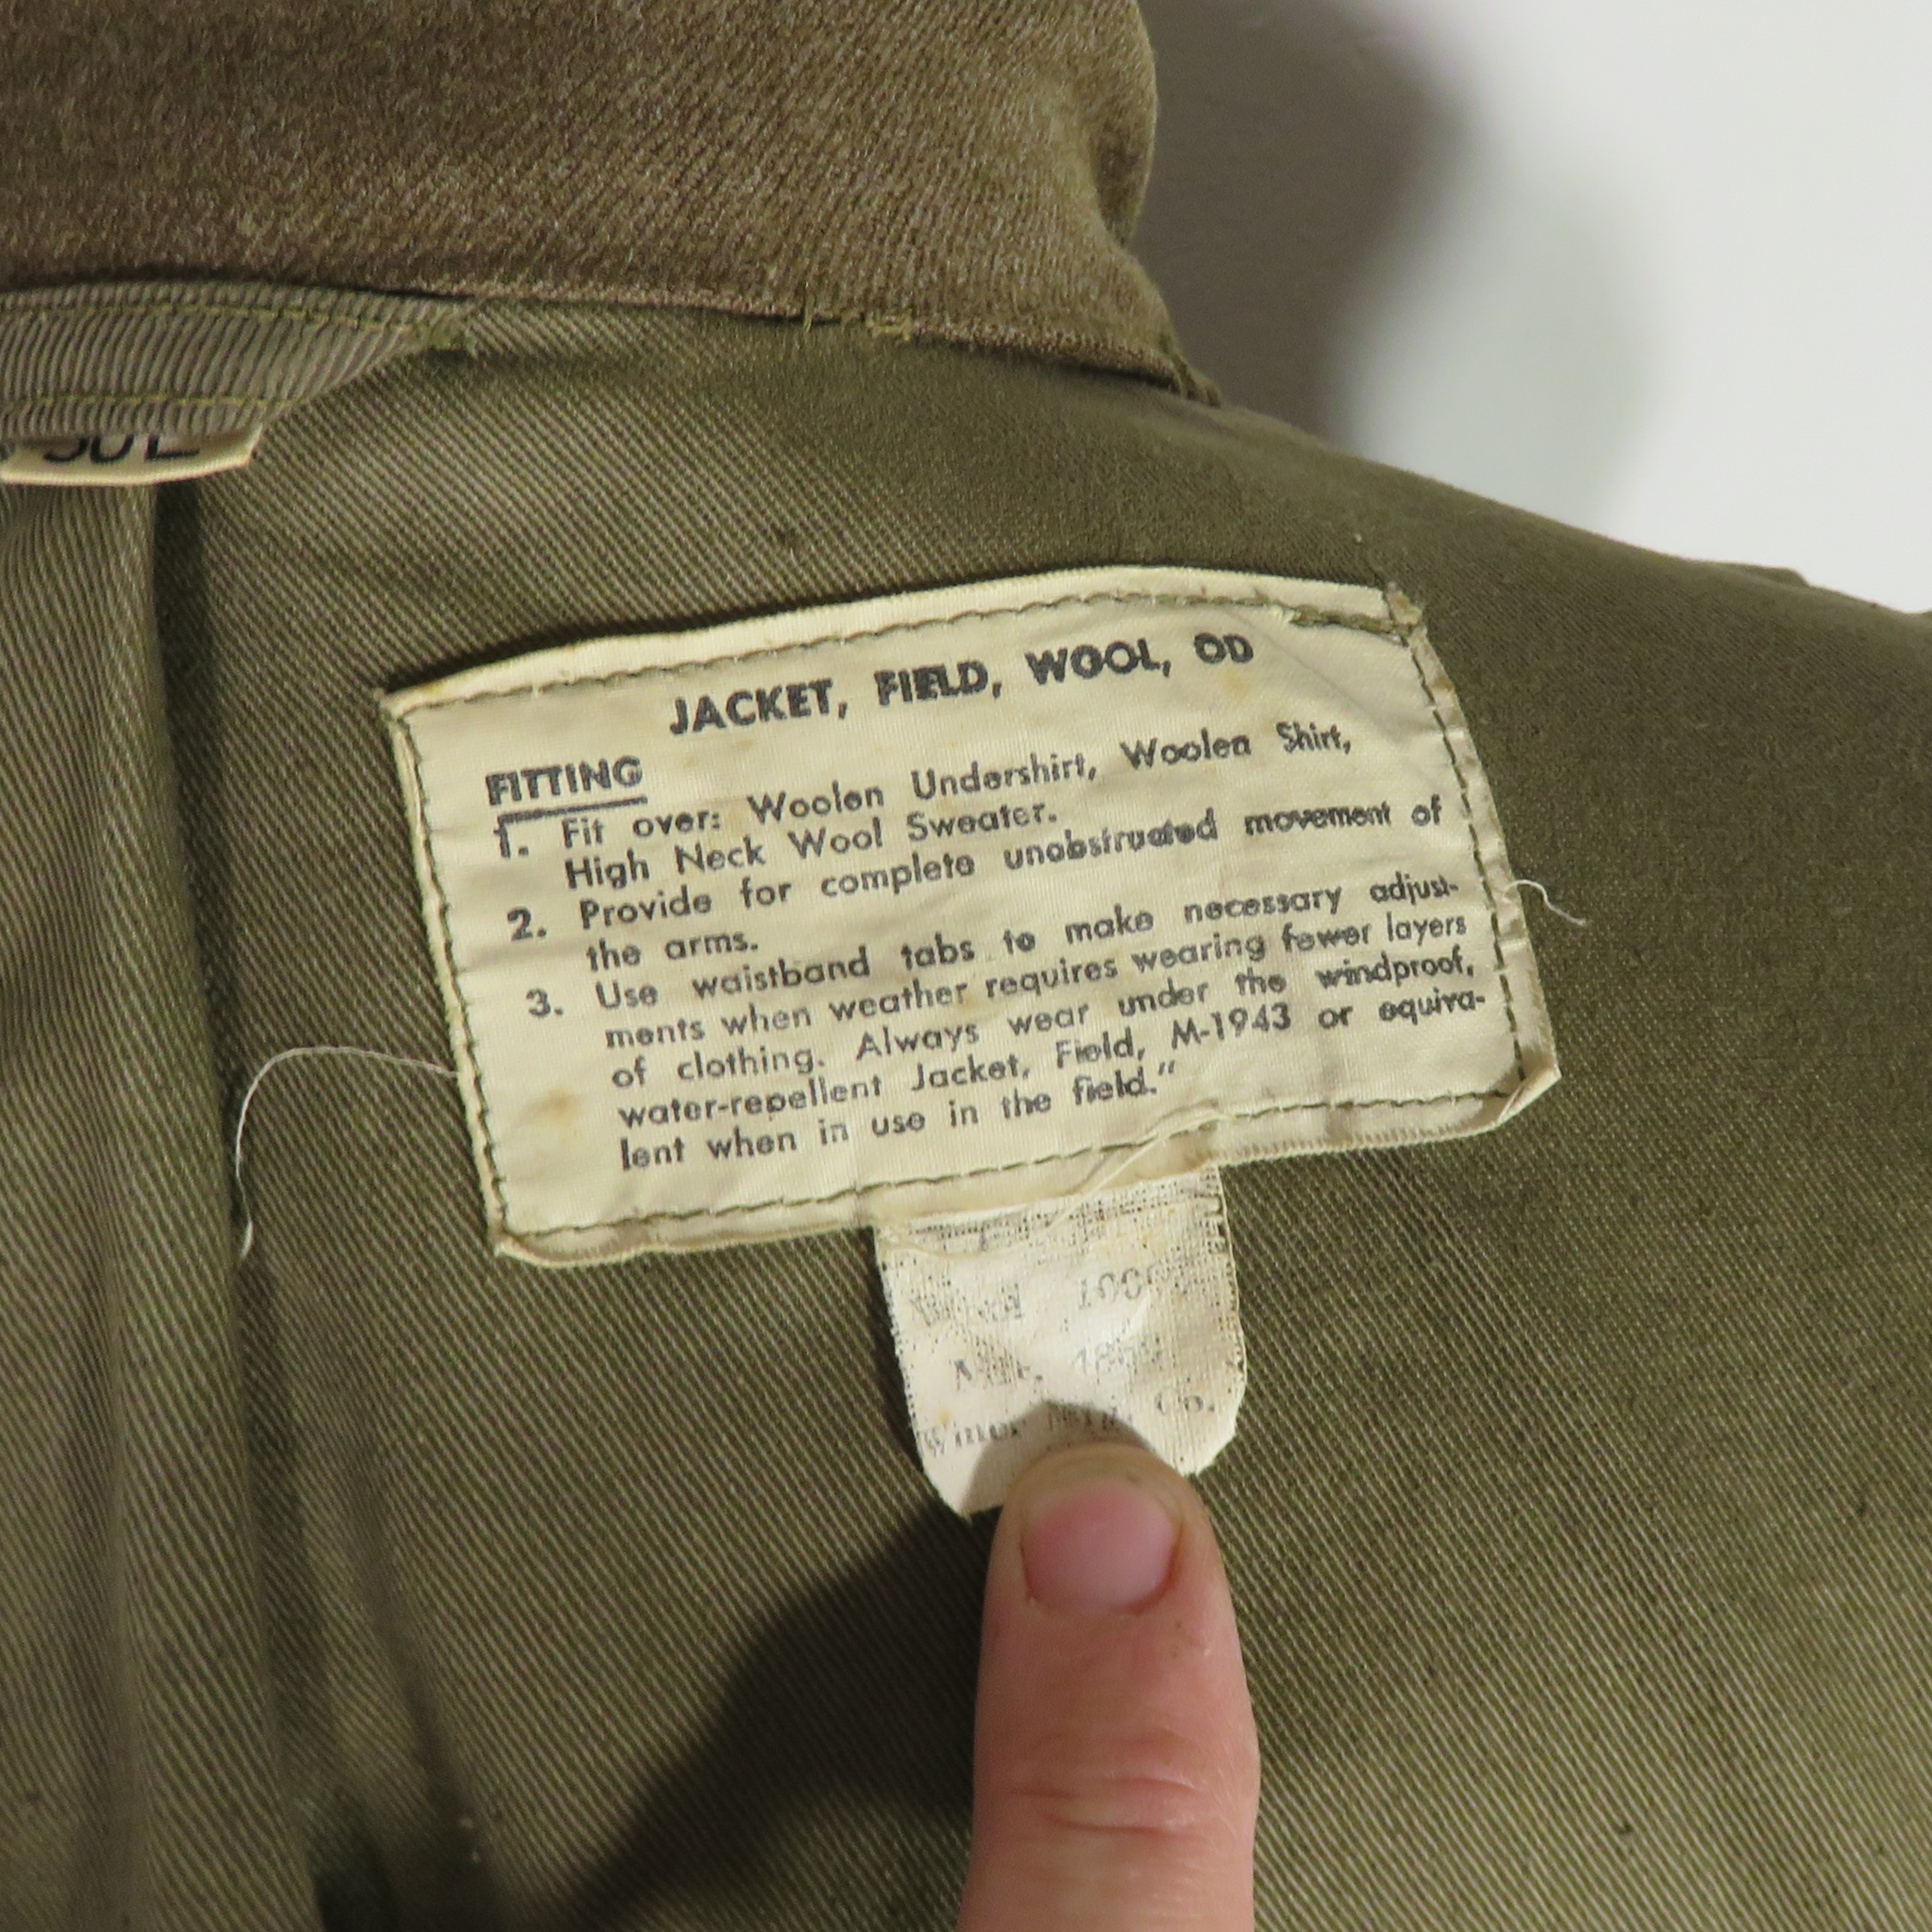 JACKET, FIELD, WOOL, OD
FITTING
1. Fit over: Woolen Undershirt, Woolen Shirt,
High Neck Wool Sweater.
2. Provide for complete unobstructed movement of
the arms.
3. Use waistband tabs to make necessary adjust-
ments when weather requires wearing fewer layers
of clothing. Always wear under the windproof,
water-repellent Jacket, Field, M-1943 or equiva-
lent when in use in the field."
Co.